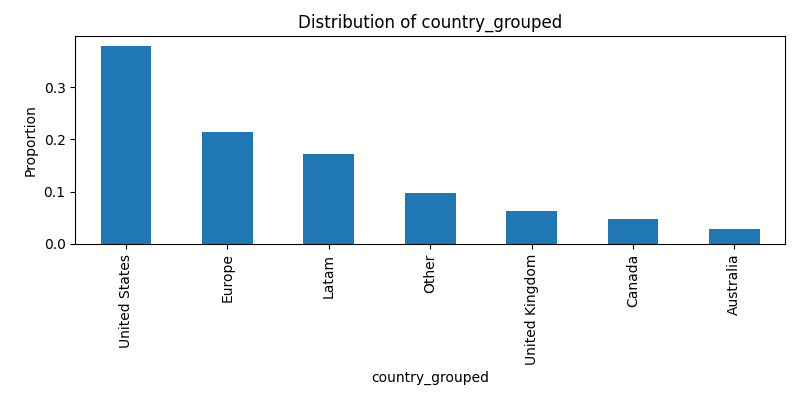 Distribution of country_grouped
Proportion
0.3
0.2
0.1
0.0
United States
Europe
Latam
Other
United Kingdom
Canada
Australia
country_grouped